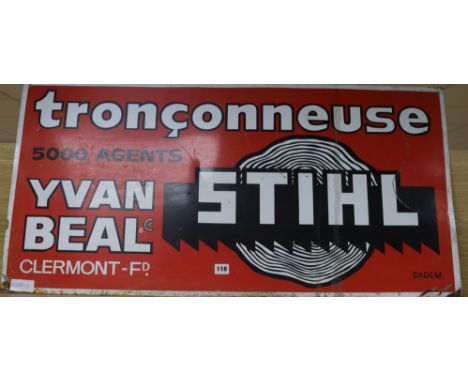 tronçonneuse
5000 AGENTS
YVAN
BEAL
STIHL
CLERMONT-FD.
118
SADEM